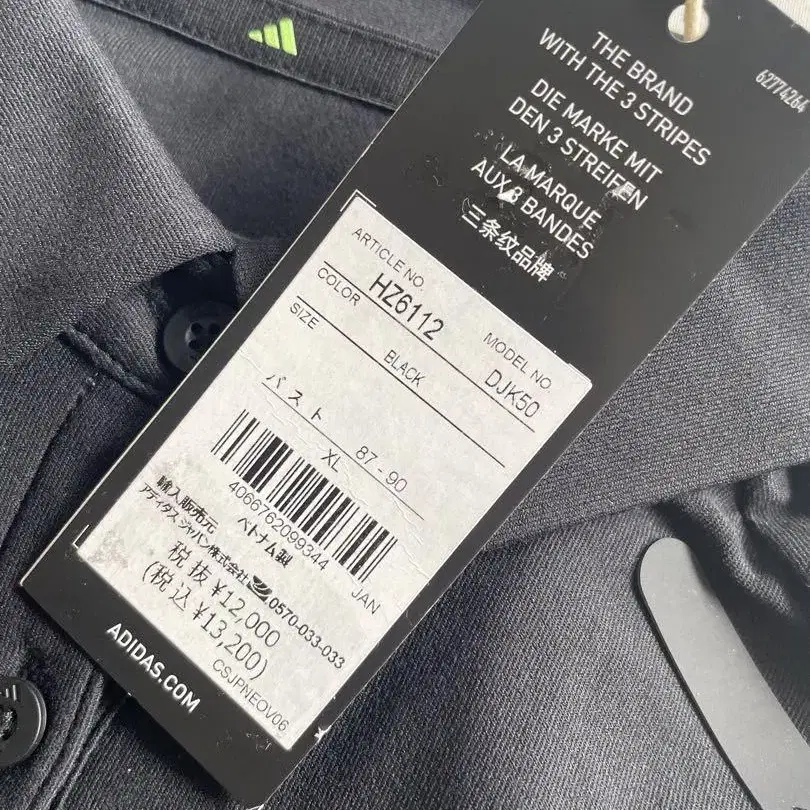 62774264
THE BRAND
WITH THE 3 STRIPES
DIE MARKE MIT
DEN 3 STREIFEN
LA MARQUE
AUX 3 BANDES
三条纹品牌
ARTICLE NO.
HZ6112
MODEL NO.
DJK50
COLOR
BLACK
SIZE
バスト 87-90
XL
4066762099344
JAN
輸入販売元 ベトナム製
アディダス ジャパン株式会社 0570-033-033
税 抜 ¥12,000
(税 込 ¥13,200)
CSJPNEOV06
ADIDAS.COM